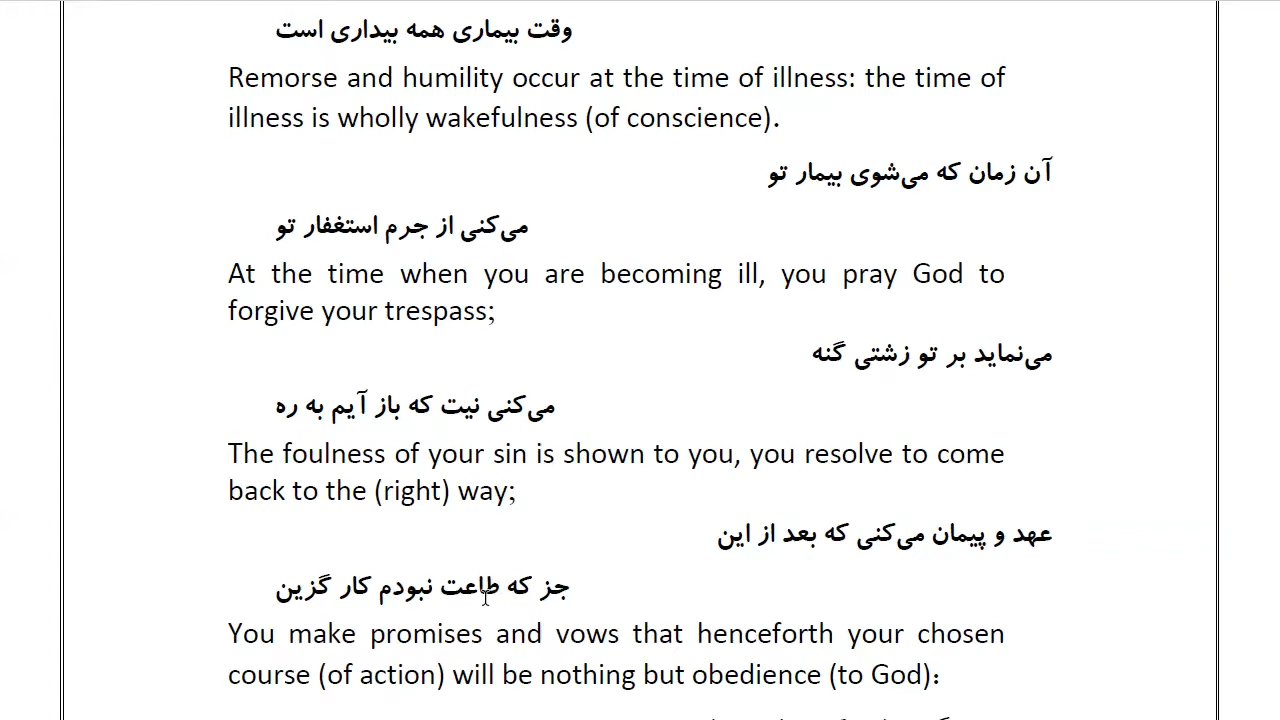 وقت بیماری همه بیداری است
Remorse and humility occur at the time of illness: the time of
illness is wholly wakefulness (of conscience).
آن زمان که می‌شوی بیمار تو
می‌کنی از جرم استغفار تو
At the time when you are becoming ill, you pray God to
forgive your trespass;
می‌نماید بر تو زشتی گنه
می‌کنی نیت که باز آیم به ره
The foulness of your sin is shown to you, you resolve to come
back to the (right) way;
عهد و پیمان می‌کنی که بعد از این
جز که طاعت نبودم کار گزین
You make promises and vows that henceforth your chosen
course (of action) will be nothing but obedience (to God):